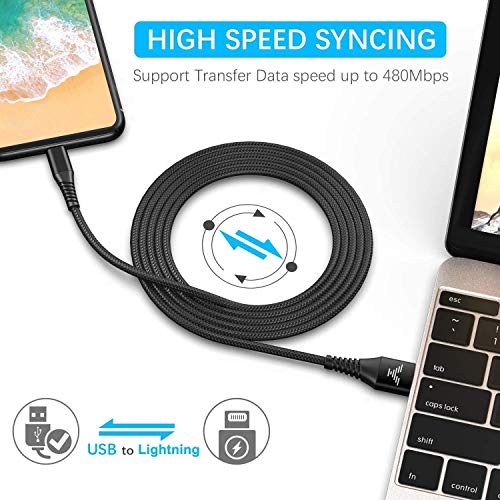 HIGH SPEED SYNCING
Support Transfer Data speed up to 480Mbps
esc
tab
caps lock
shift
fn
control
USB to Lightning